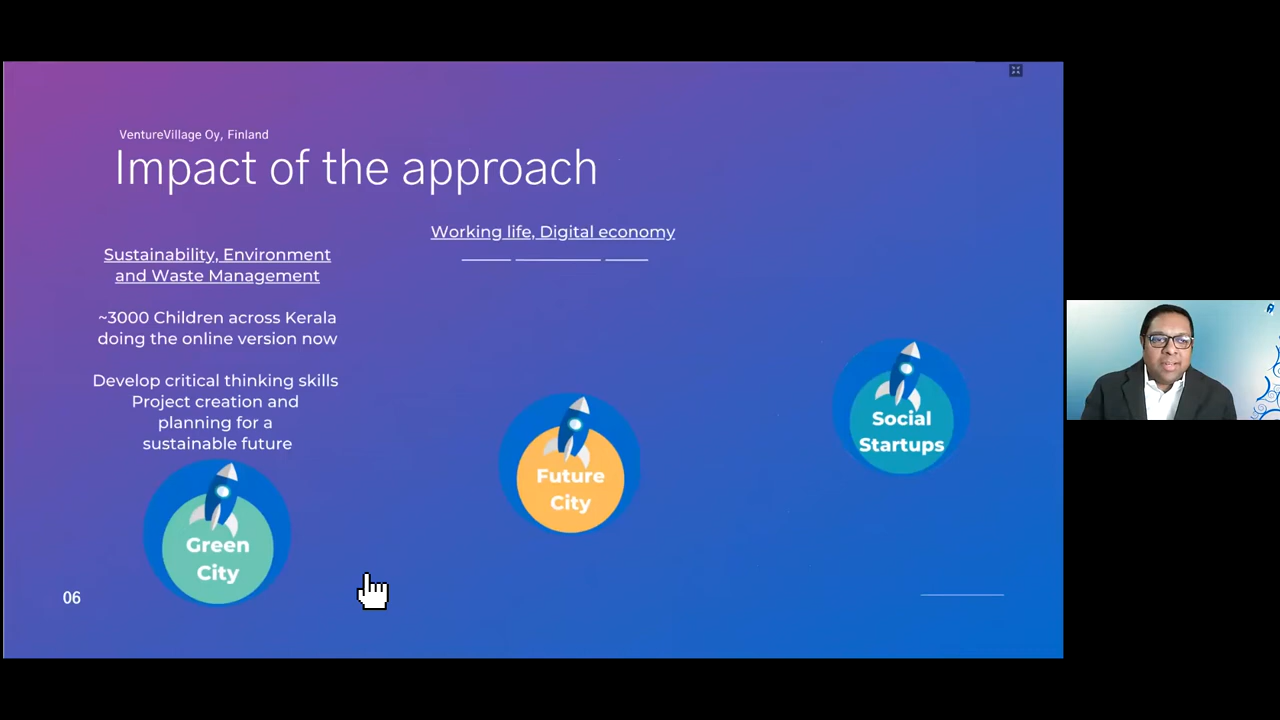 VentureVillage Oy, Finland
Impact of the approach
Sustainability, Environment
and Waste Management
~3000 Children across Kerala
doing the online version now
Develop critical thinking skills
Project creation and
planning for a
sustainable future
Green
City
Working life, Digital economy
Future
City
Social
Startups
06